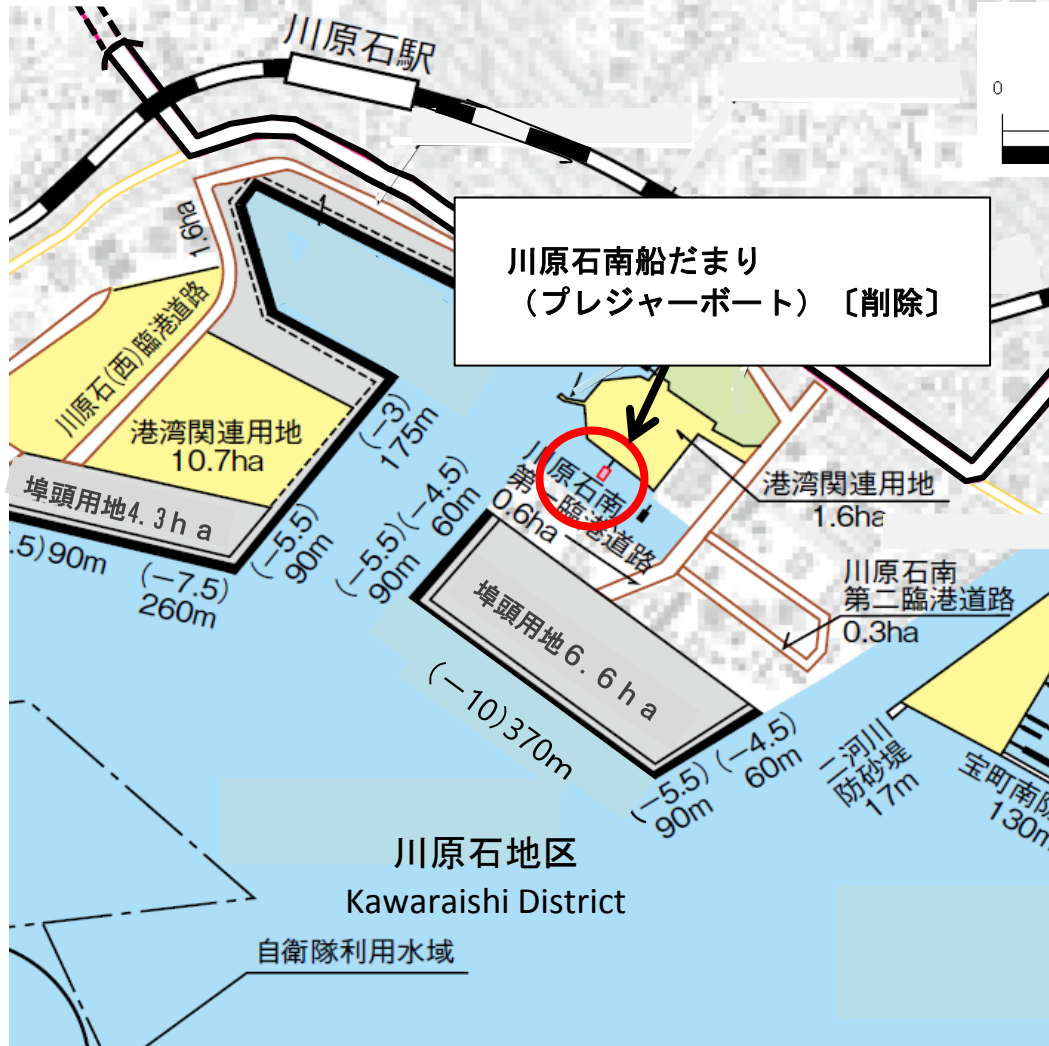 川原石駅
0
川原石南船だまり
(プレジャーボート)〔削除〕
1.6ha
川原石(西)臨港道路
港湾関連用地
10.7ha
(-3)
175m
埠頭用地4.3ha
.5)90m
(-7.5)
260m
(-5.5)
90m
(-5.5)
90m
(-4.5)
60m
川原石南
第一臨港道路
0.6ha
港湾関連用地
1.6ha
川原石南
第二臨港道路
0.3ha
埠頭用地6.6ha
(-10)370m
(-5.5)
90m
(-4.5)
60m
二河川
防砂堤
17m
宝町南防
130m
川原石地区
Kawaraishi District
自衛隊利用水域